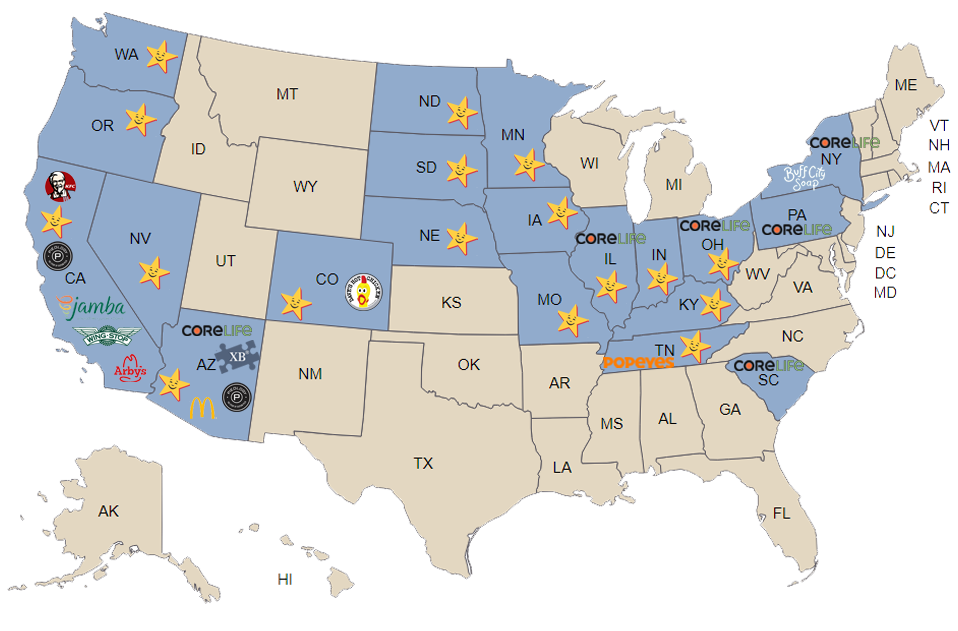 WA
MT
ND
MN
OR
ID
SD
WI
MI
ME
VT
NH
MA
RI
CT
CORELIFE
NY
Buff City
Soap
WY
KFC
NV
UT
CA
NE
IA
CO
DAVE'S HOT CHICKEN
CORELIFE
IL
IN
CORELIFE
OH
PA
CORELIFE
NJ
DE
DC
MD
WV
VA
KS
MO
KY
jamba
WING·STOP
Arby's
CORELIFE
AZ
XB
P
P
NM
OK
AR
TN
POPEYES
NC
CORELIFE
SC
MS
AL
GA
TX
LA
FL
AK
HI